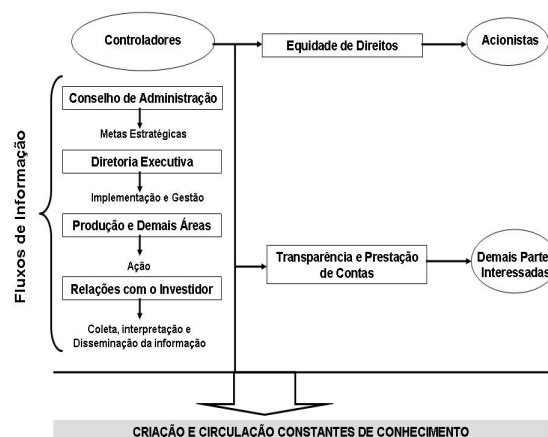 Controladores
Equidade de Direitos
Acionistas
Fluxos de Informação
Conselho de Administração
Metas Estratégicas
Diretoria Executiva
Implementação e Gestão
Produção e Demais Áreas
Ação
Relações com o Investidor
Coleta, interpretação e
Disseminação da informação
Transparência e Prestação
de Contas
Demais Parte
Interessadas
CRIAÇÃO E CIRCULAÇÃO CONSTANTES DE CONHECIMENTO